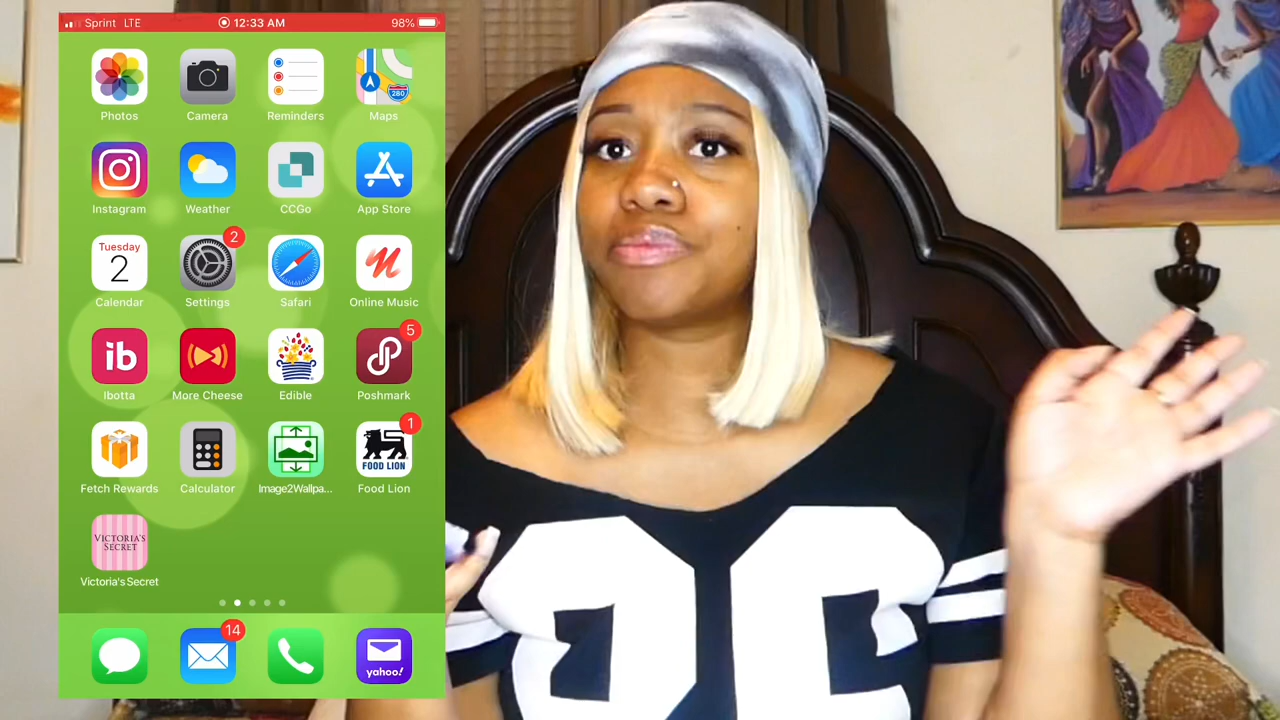 Sprint LTE 12:33 AM 98%
Photos Camera Reminders Maps
280
Instagram Weather CCGo App Store
Tuesday
2
2
Calendar Settings Safari Online Music
ib
5
Ibotta More Cheese Edible Poshmark
1
FOOD LION
Fetch Rewards Calculator Image2Wallpa... Food Lion
VICTORIA'S
SECRET
Victoria's Secret
14
yahoo!